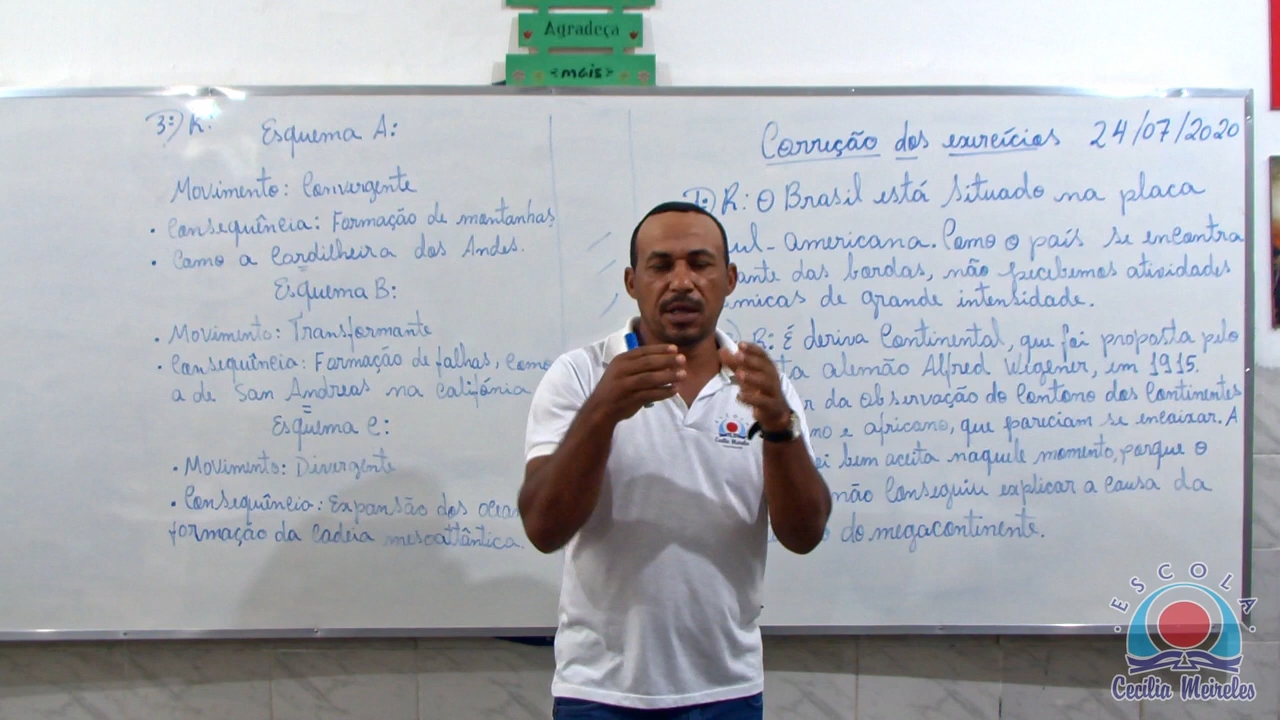 Agradeça
mais
3ª) R:
Esquema A:
Movimento: Convergente
• Consequência: Formação de montanhas
• Como a Cordilheira dos Andes.
Esquema B:
• Movimento: Transformante
• Consequência: Formação de falhas, como
a de San Andreas na califónia
Esquema C:
• Movimento: Divergente
• Consequência: Expansão dos
formação da Cadeia mesoatlântica.
Correção dos exercícios 24/07/2020
R: O Brasil está Situado na placa
americana. Como o país se encontra
das bordas, não percebemos atividades
de grande intensidade.
R: É deriva Continental, que foi proposta pelo
alemão Alfred Wegener, em 1915.
da observação do Contorno dos Continentes
e africano, que pareciam se encaixar. A
bem aceita naquele momento, porque o
não Conseguiu explicar a Causa da
do megacontinente.
Escola
Cecília Meireles
ESCOLA
Cecília Meireles